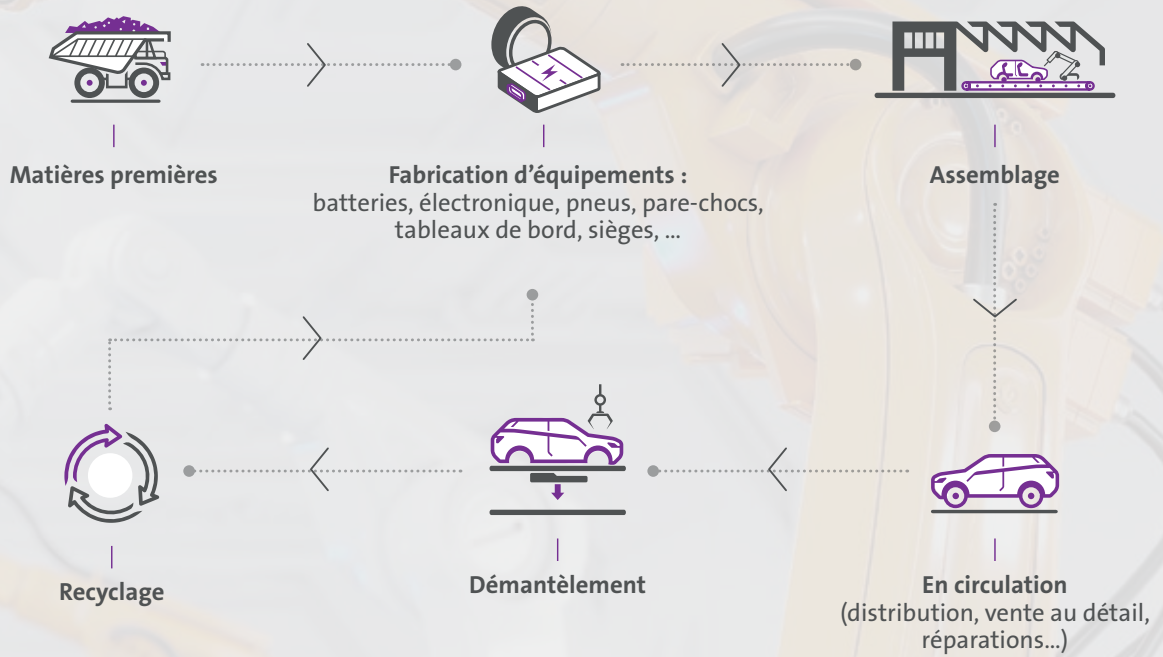 Matières premières
Fabrication d’équipements :
batteries, électronique, pneus, pare-chocs,
tableaux de bord, sièges, ...
Assemblage
Recyclage
Démantèlement
En circulation
(distribution, vente au détail,
réparations...)